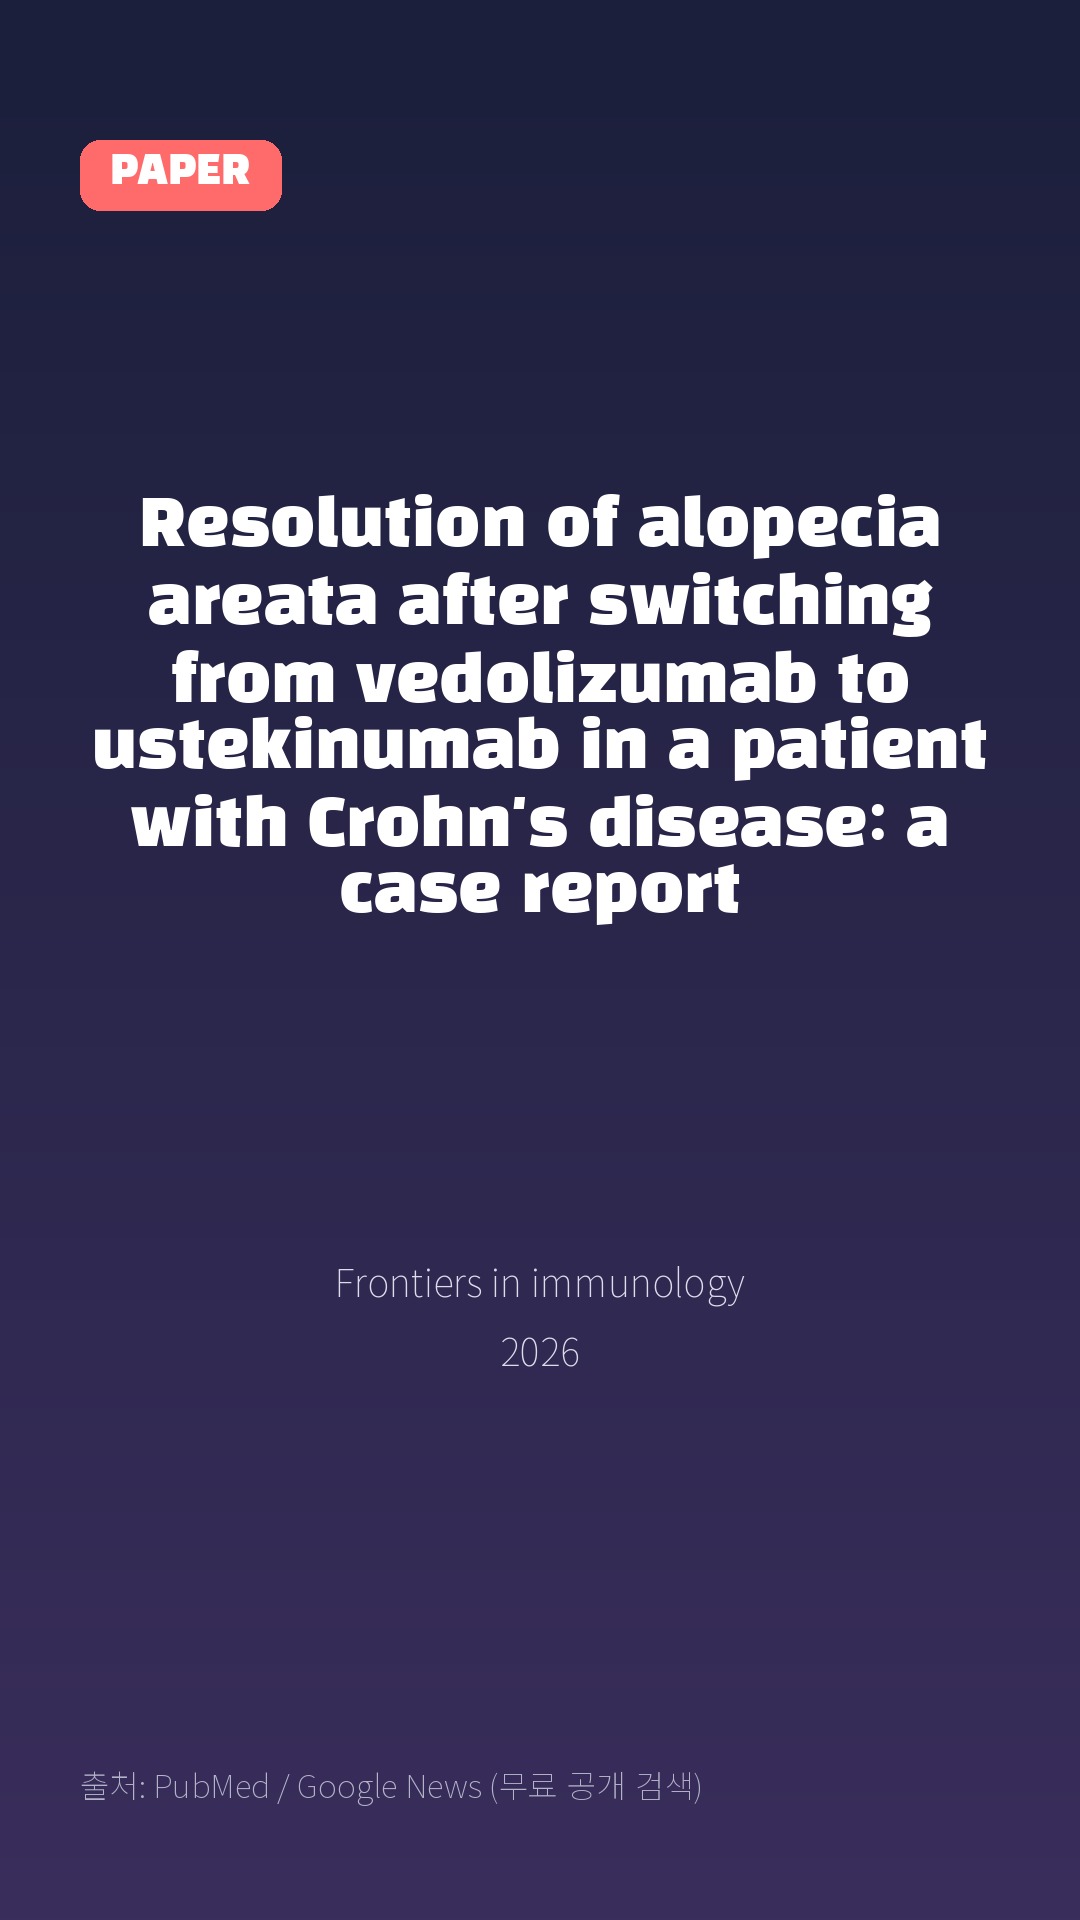 PAPER
Resolution of alopecia
areata after switching
from vedolizumab to
ustekinumab in a patient
with Crohn's disease: a
case report
Frontiers in immunology
2026
출처: PubMed / Google News (무료 공개 검색)